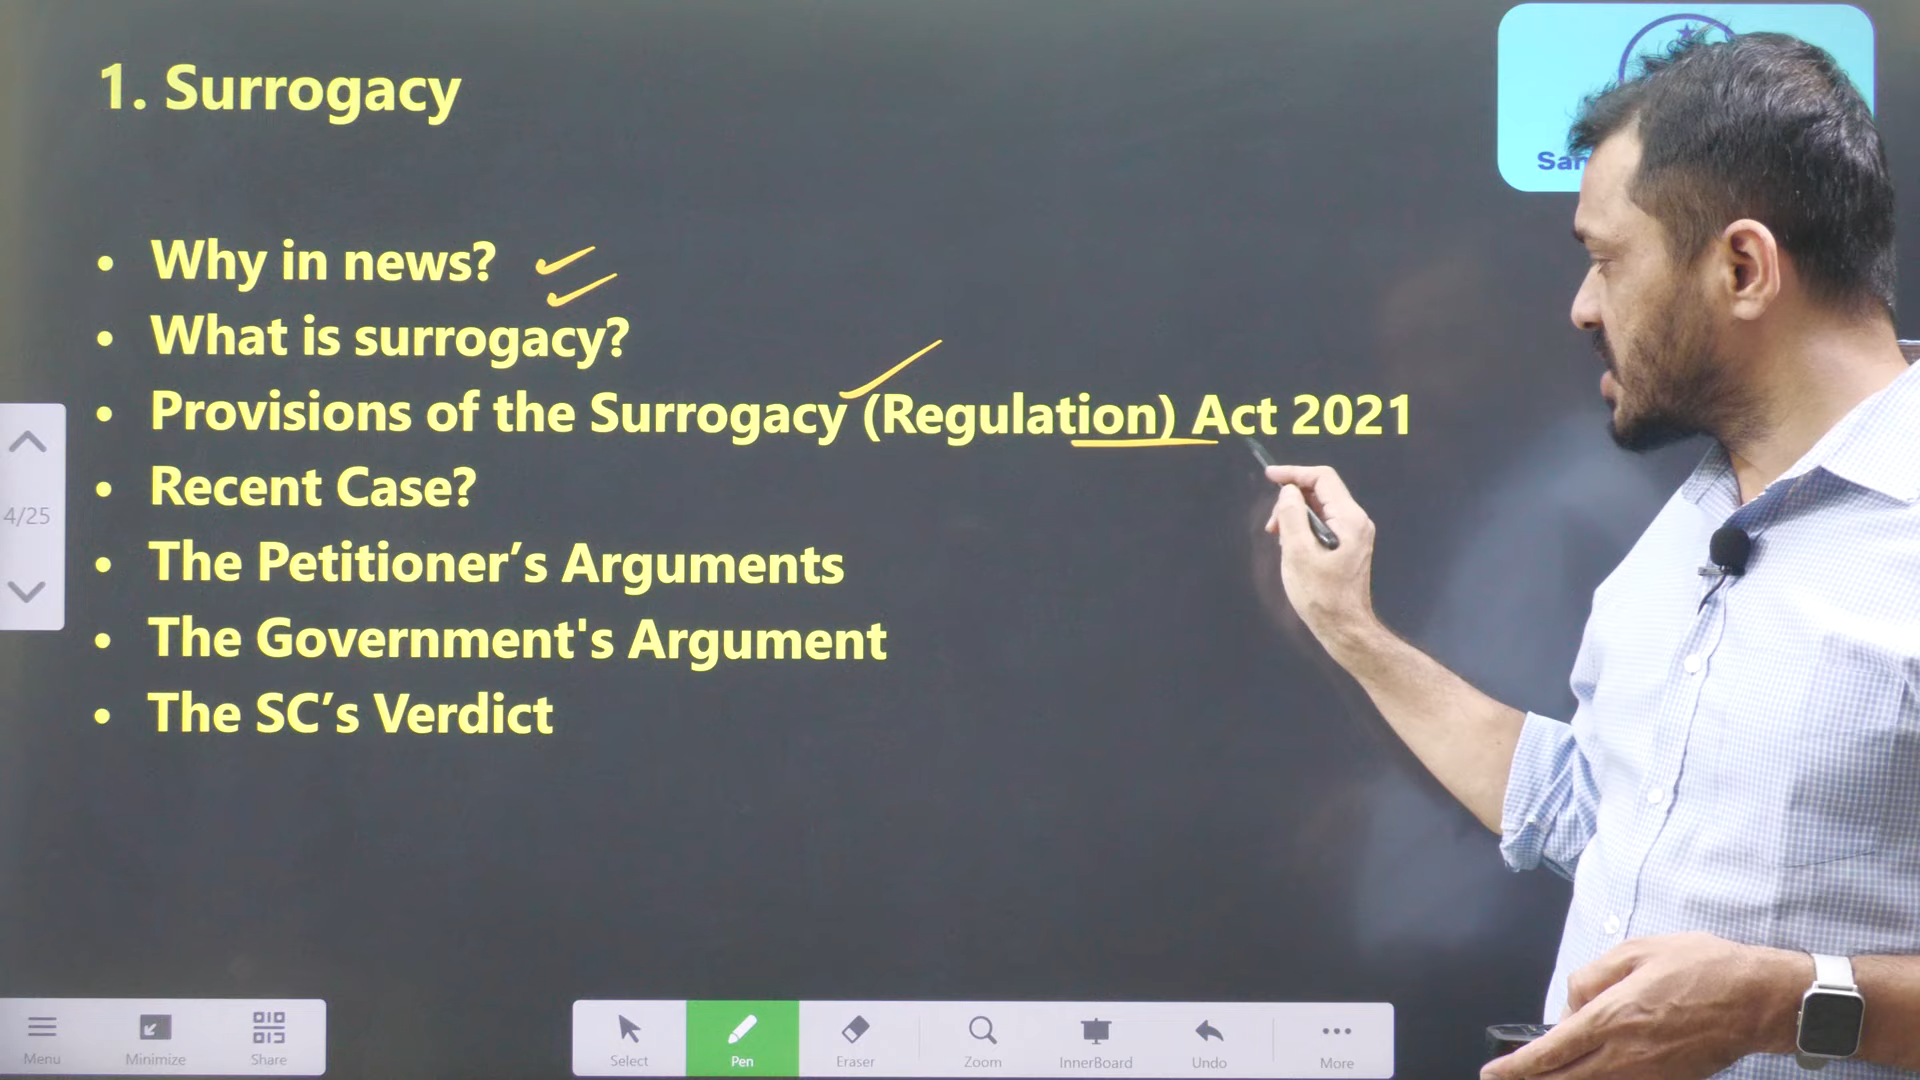 1. Surrogacy
• Why in news?
• What is surrogacy?
• Provisions of the Surrogacy (Regulation) Act 2021
• Recent Case?
• The Petitioner’s Arguments
• The Government's Argument
• The SC’s Verdict
4/25
Menu
Minimize
Share
Select
Pen
Eraser
Zoom
InnerBoard
Undo
More